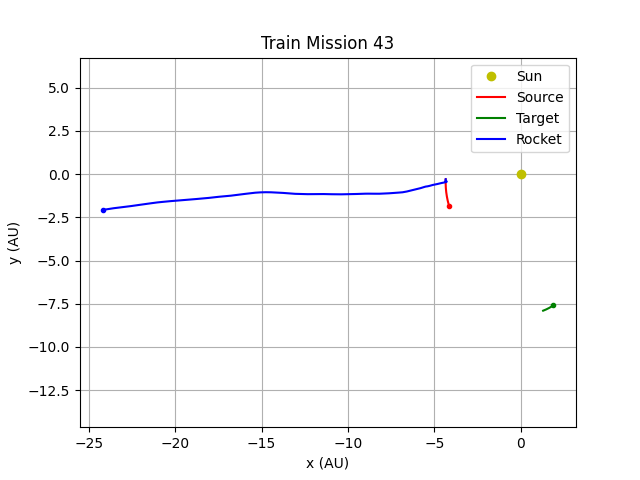 Train Mission 43
Sun
Source
Target
Rocket
y (AU)
5.0
2.5
0.0
−2.5
−5.0
−7.5
−10.0
−12.5
−25
−20
−15
−10
−5
0
x (AU)